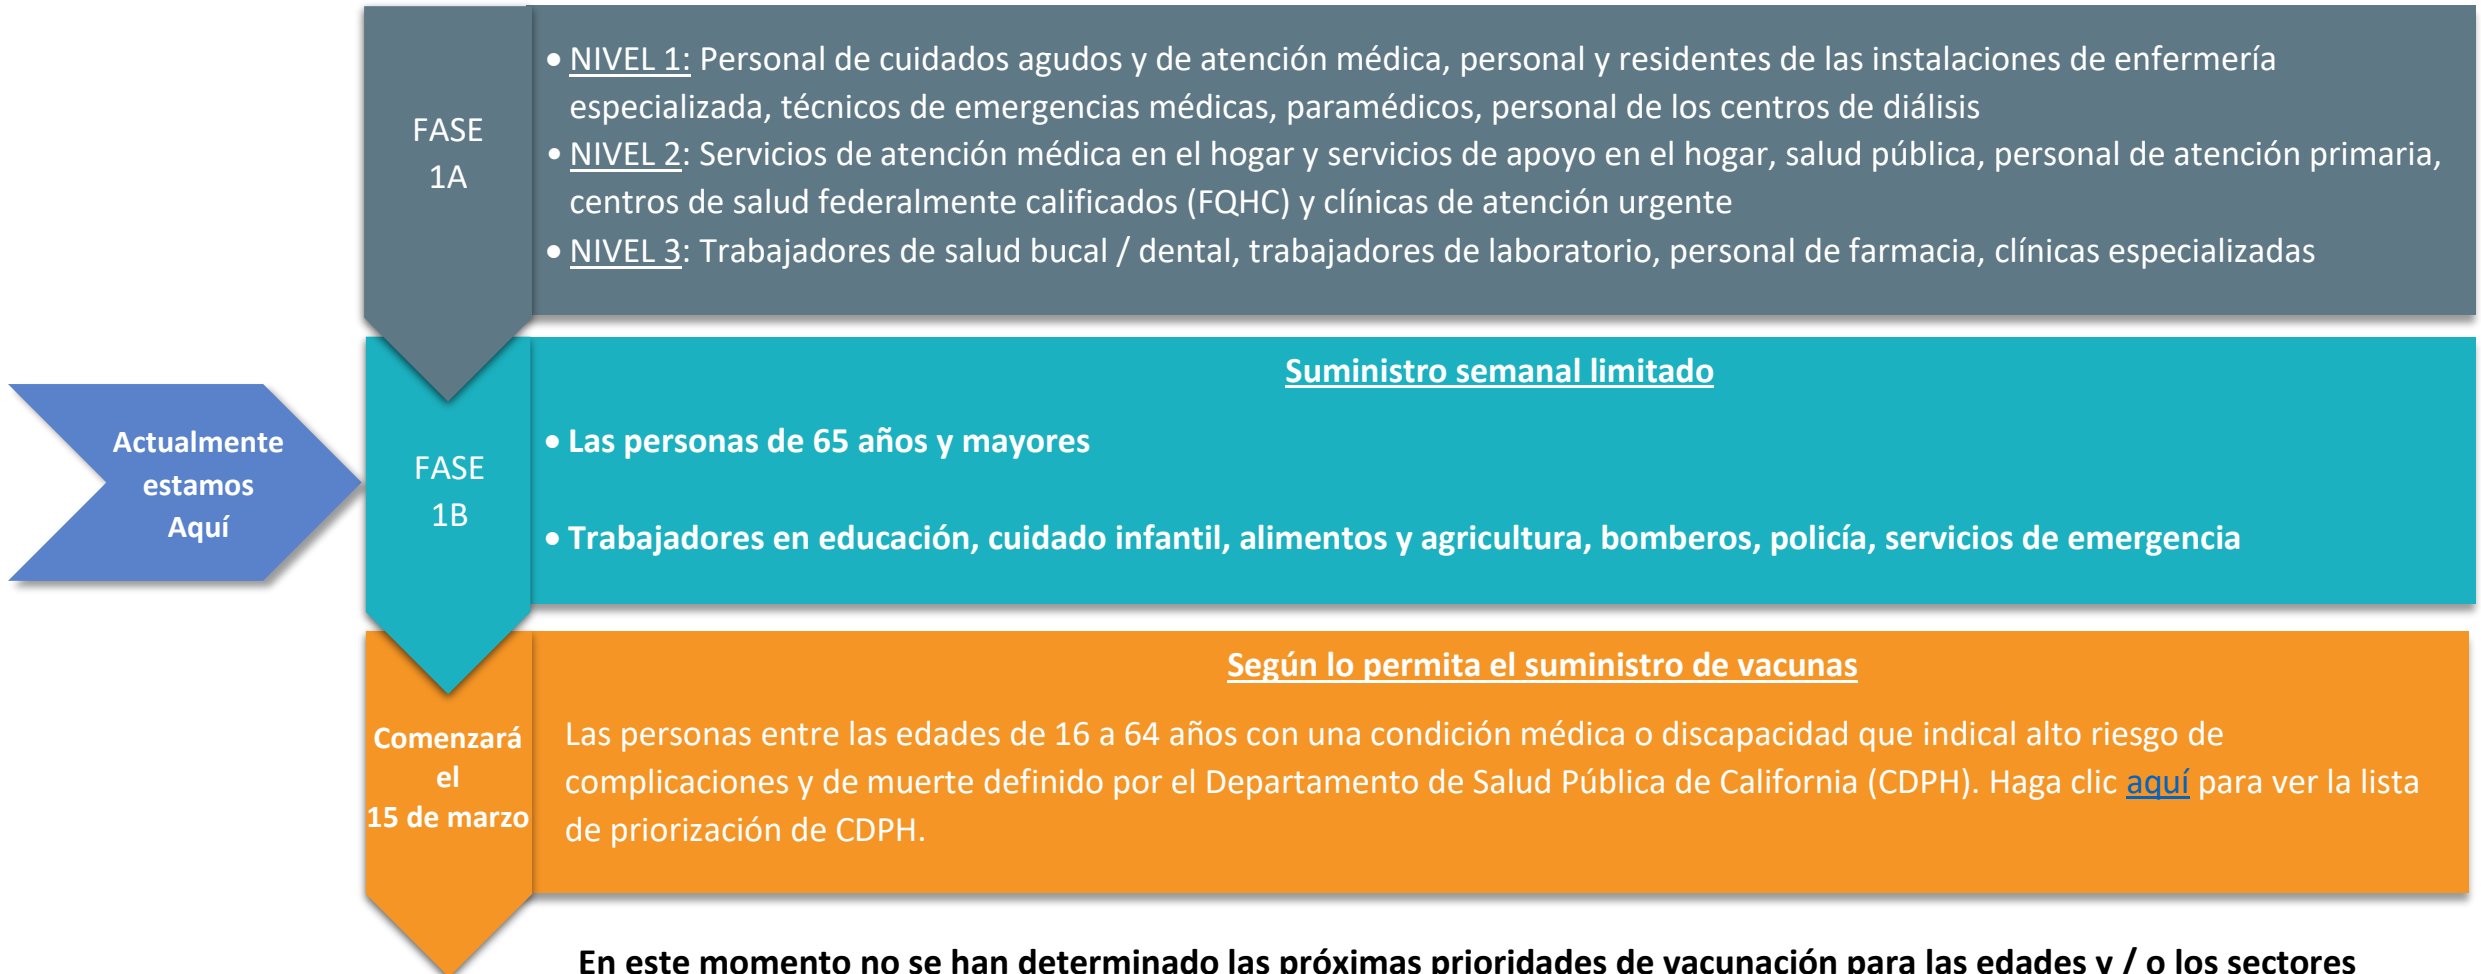 FASE
1A
• NIVEL 1: Personal de cuidados agudos y de atención médica, personal y residentes de las instalaciones de enfermería
especializada, técnicos de emergencias médicas, paramédicos, personal de los centros de diálisis
• NIVEL 2: Servicios de atención médica en el hogar y servicios de apoyo en el hogar, salud pública, personal de atención primaria,
centros de salud federalmente calificados (FQHC) y clínicas de atención urgente
• NIVEL 3: Trabajadores de salud bucal / dental, trabajadores de laboratorio, personal de farmacia, clínicas especializadas
Actualmente
estamos
Aquí
FASE
1B
Suministro semanal limitado
• Las personas de 65 años y mayores
• Trabajadores en educación, cuidado infantil, alimentos y agricultura, bomberos, policía, servicios de emergencia
Comenzará
el
15 de marzo
Según lo permita el suministro de vacunas
Las personas entre las edades de 16 a 64 años con una condición médica o discapacidad que indical alto riesgo de
complicaciones y de muerte definido por el Departamento de Salud Pública de California (CDPH). Haga clic aquí para ver la lista
de priorización de CDPH.
En este momento no se han determinado las próximas prioridades de vacunación para las edades y / o los sectores